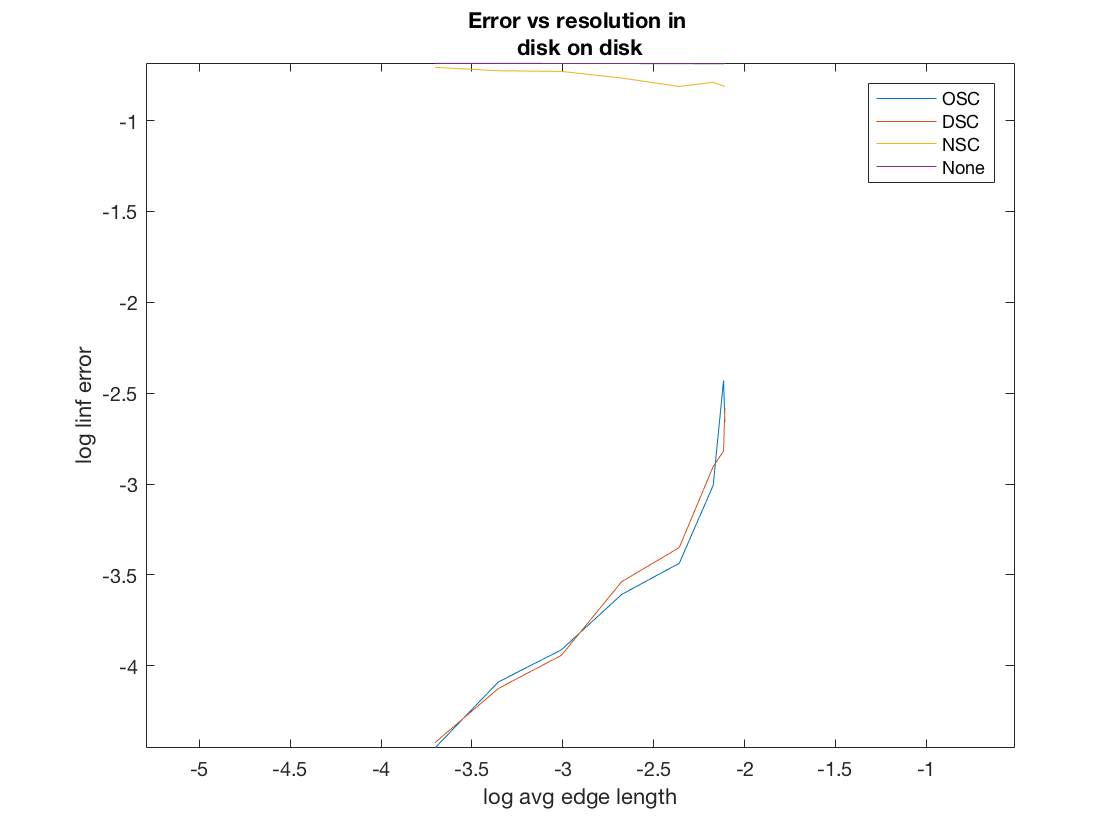 Error vs resolution in
disk on disk
OSC
DSC
NSC
None
-1
-1.5
-2
-2.5
-3
-3.5
-4
log linf error
-5
-4.5
-4
-3.5
-3
-2.5
-2
-1.5
-1
log avg edge length